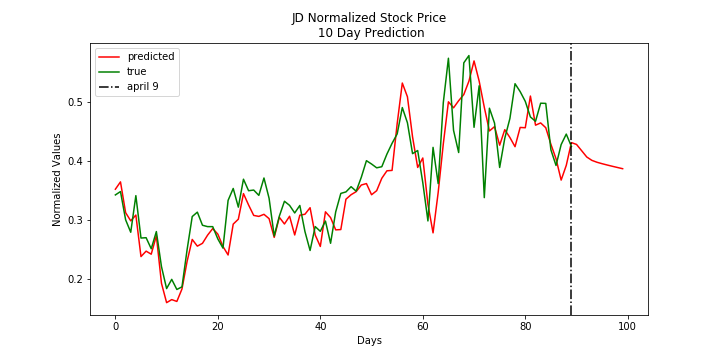 JD Normalized Stock Price
10 Day Prediction
predicted
true
april 9
Normalized Values
0.5
0.4
0.3
0.2
0
20
40
60
80
100
Days